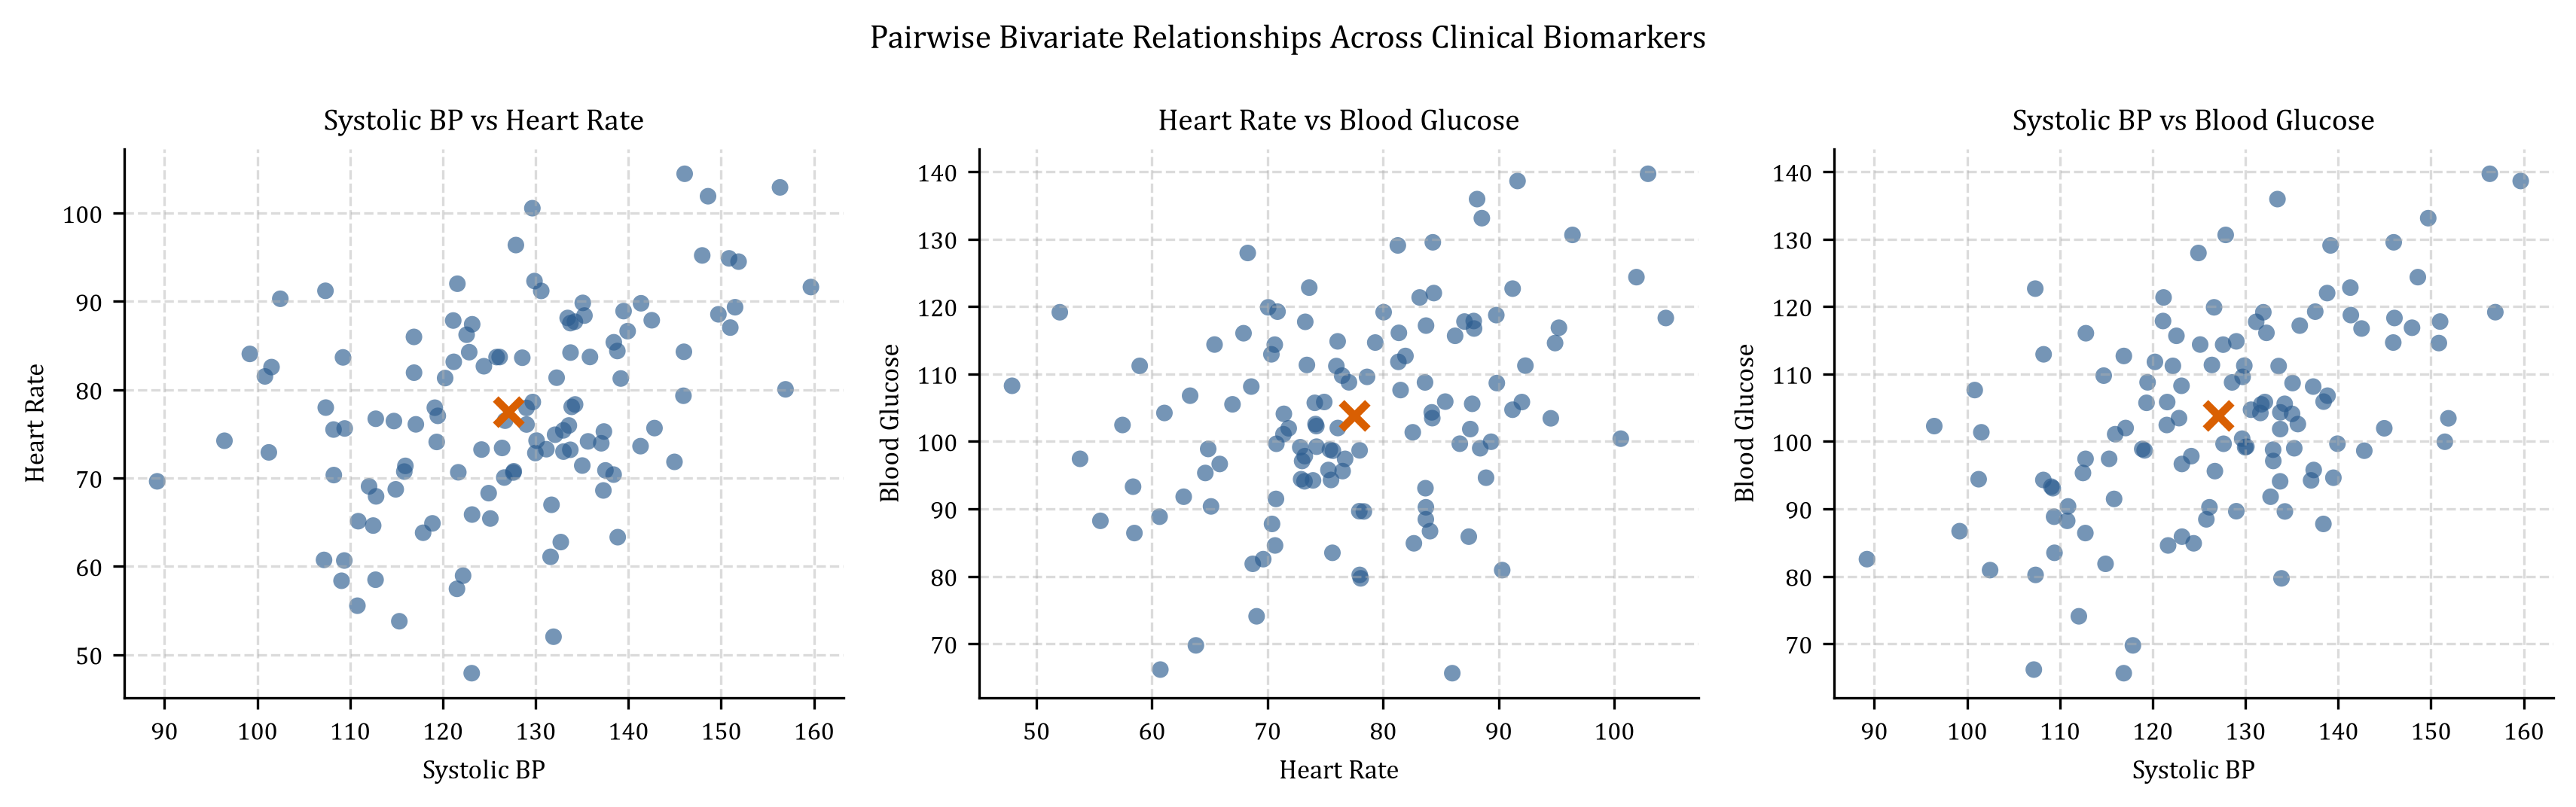 Pairwise Bivariate Relationships Across Clinical Biomarkers
Systolic BP vs Heart Rate
Heart Rate
100
90
80
70
60
50
90 100 110 120 130 140 150 160
Systolic BP
Heart Rate vs Blood Glucose
Blood Glucose
140
130
120
110
100
90
80
70
50 60 70 80 90 100
Heart Rate
Systolic BP vs Blood Glucose
Blood Glucose
140
130
120
110
100
90
80
70
90 100 110 120 130 140 150 160
Systolic BP